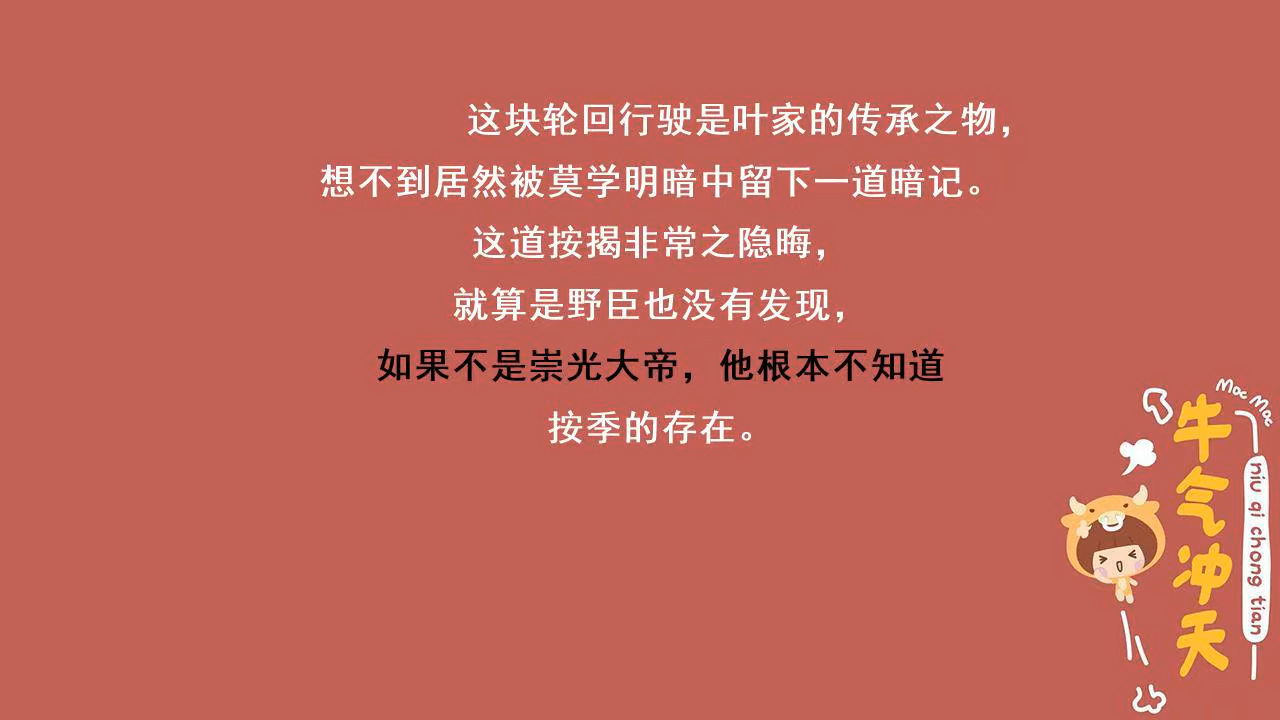 这块轮回行驶是叶家的传承之物，
想不到居然被莫学明暗中留下一道暗记。
这道按揭非常之隐晦，
就算是野臣也没有发现，
如果不是崇光大帝，他根本不知道
按季的存在。
Moc Moc
牛气冲天
niu qi chong tian